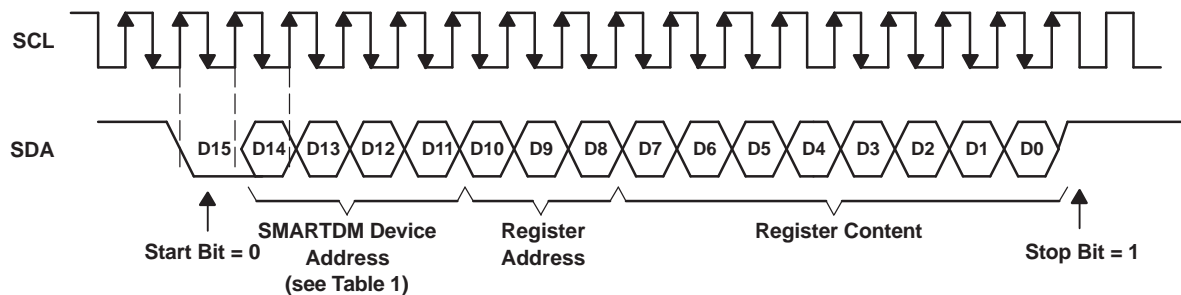 SCL
SDA
D15 D14 D13 D12 D11 D10 D9 D8 D7 D6 D5 D4 D3 D2 D1 D0
Start Bit = 0
SMARTDM Device
Address
(see Table 1)
Register
Address
Register Content
Stop Bit = 1